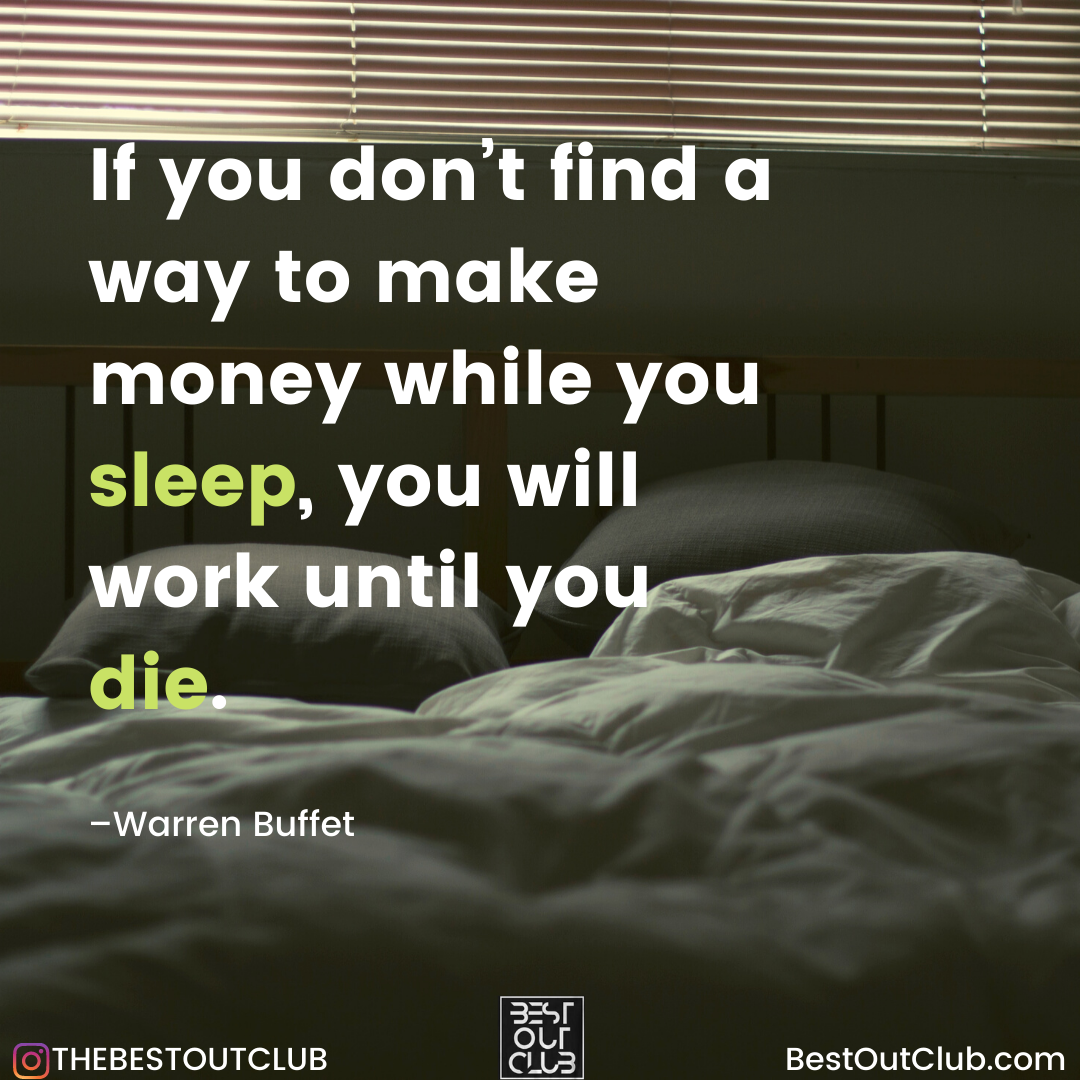 If you don’t find a
way to make
money while you
sleep, you will
work until you
die.
–Warren Buffet
BEST
OUT
CLUB
THEBESTOUTCLUB
BestOutClub.com